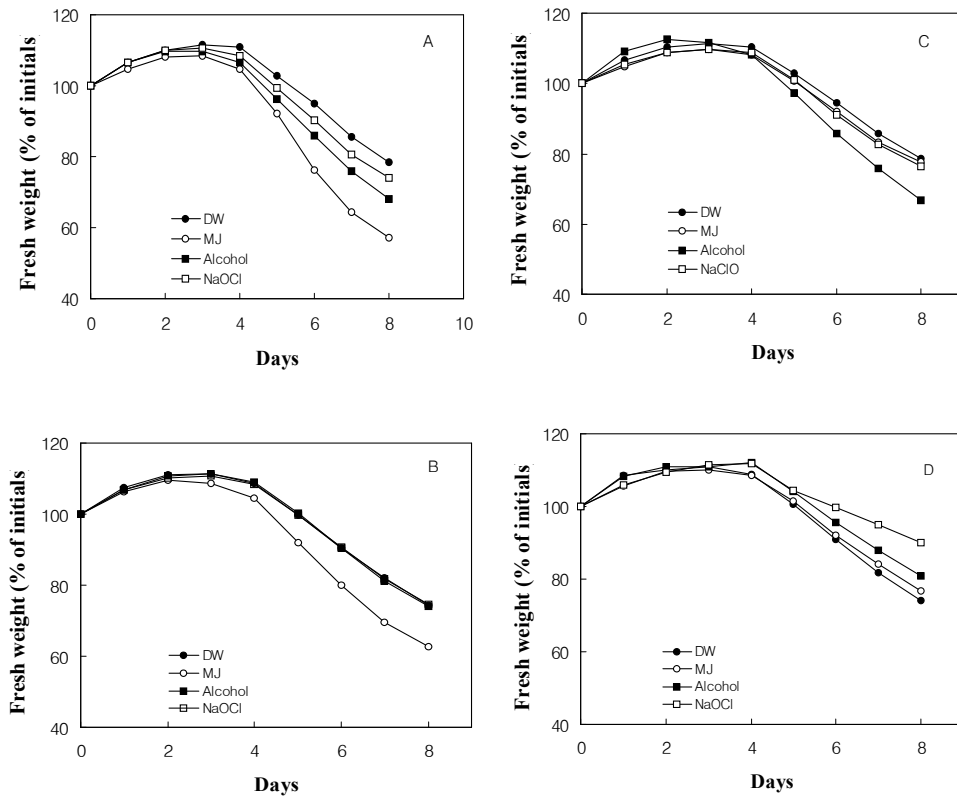 A
Fresh weight (% of initials
120
100
80
60
40
DW
MJ
Alcohol
NaOCl
0 2 4 6 8 10
Days
C
Fresh weight (% of initials
120
100
80
60
40
DW
MJ
Alcohol
NaClO
0 2 4 6 8
Days
B
Fresh weight (% of initials
120
100
80
60
40
DW
MJ
Alcohol
NaOCl
0 2 4 6 8
Days
D
Fresh weight (% of initials
120
100
80
60
40
DW
MJ
Alcohol
NaOCl
0 2 4 6 8
Days